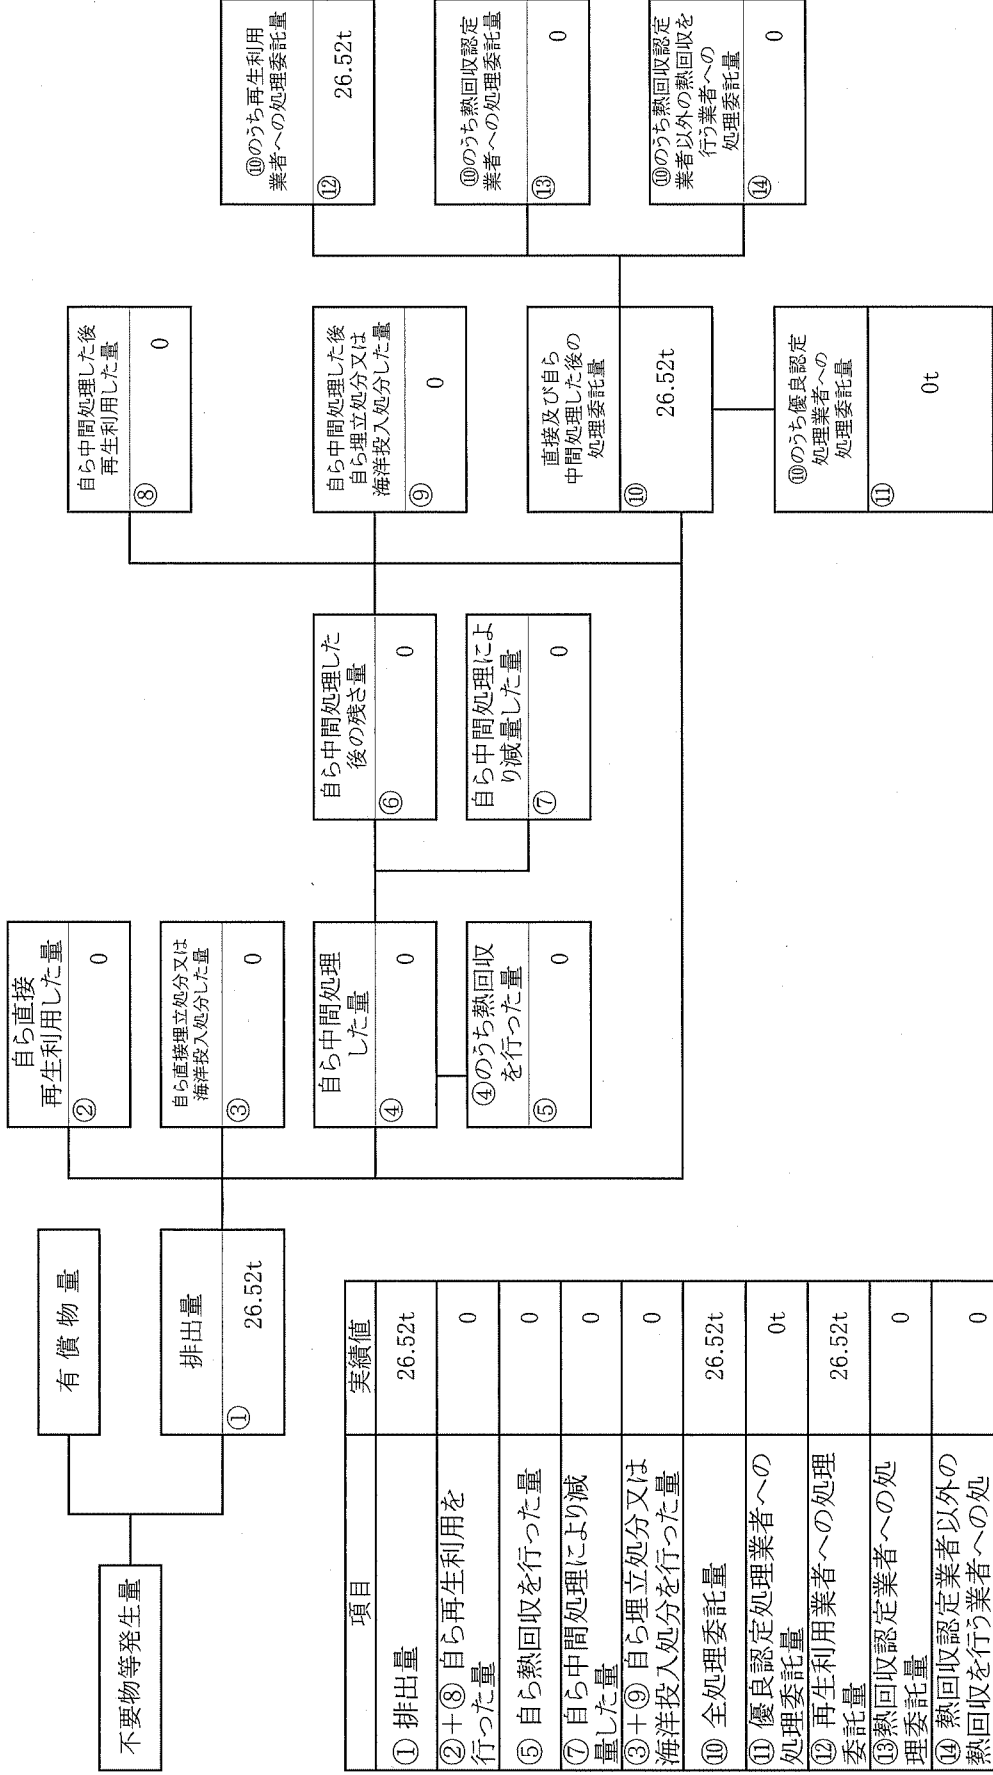 不要物等発生量
有償物量
排出量
①
26.52t
自ら直接
再生利用した量
②
0
自ら直接埋立処分又は
海洋投入処分した量
③
0
自ら中間処理
した量
④
0
④のうち熱回収
を行った量
⑤
0
自ら中間処理した
後の残さ量
⑥
0
自ら中間処理によ
り減量した量
⑦
0
自ら中間処理した後
再生利用した量
⑧
0
自ら中間処理した後
自ら埋立処分又は
海洋投入処分した量
⑨
0
直接及び自ら
中間処理した後の
処理委託量
⑩
26.52t
⑩のうち優良認定
処理業者への
処理委託量
⑪
0t
⑩のうち再生利用
業者への処理委託量
⑫
26.52t
⑩のうち熱回収認定
業者への処理委託量
⑬
0
⑩のうち熱回収認定
業者以外の熱回収を
行う業者への
処理委託量
⑭
0
項目 実績値
① 排出量 26.52t
②+⑧ 自ら再生利用を
行った量 0
⑤ 自ら熱回収を行った量 0
⑦ 自ら中間処理により減
量した量 0
③+⑨ 自ら埋立処分又は
海洋投入処分を行った量 0
⑩ 全処理委託量 26.52t
⑪ 優良認定処理業者への
処理委託量 0t
⑫ 再生利用業者への処理
委託量 26.52t
⑬熱回収認定業者への処
理委託量 0
⑭ 熱回収認定業者以外の
熱回収を行う業者への処 0